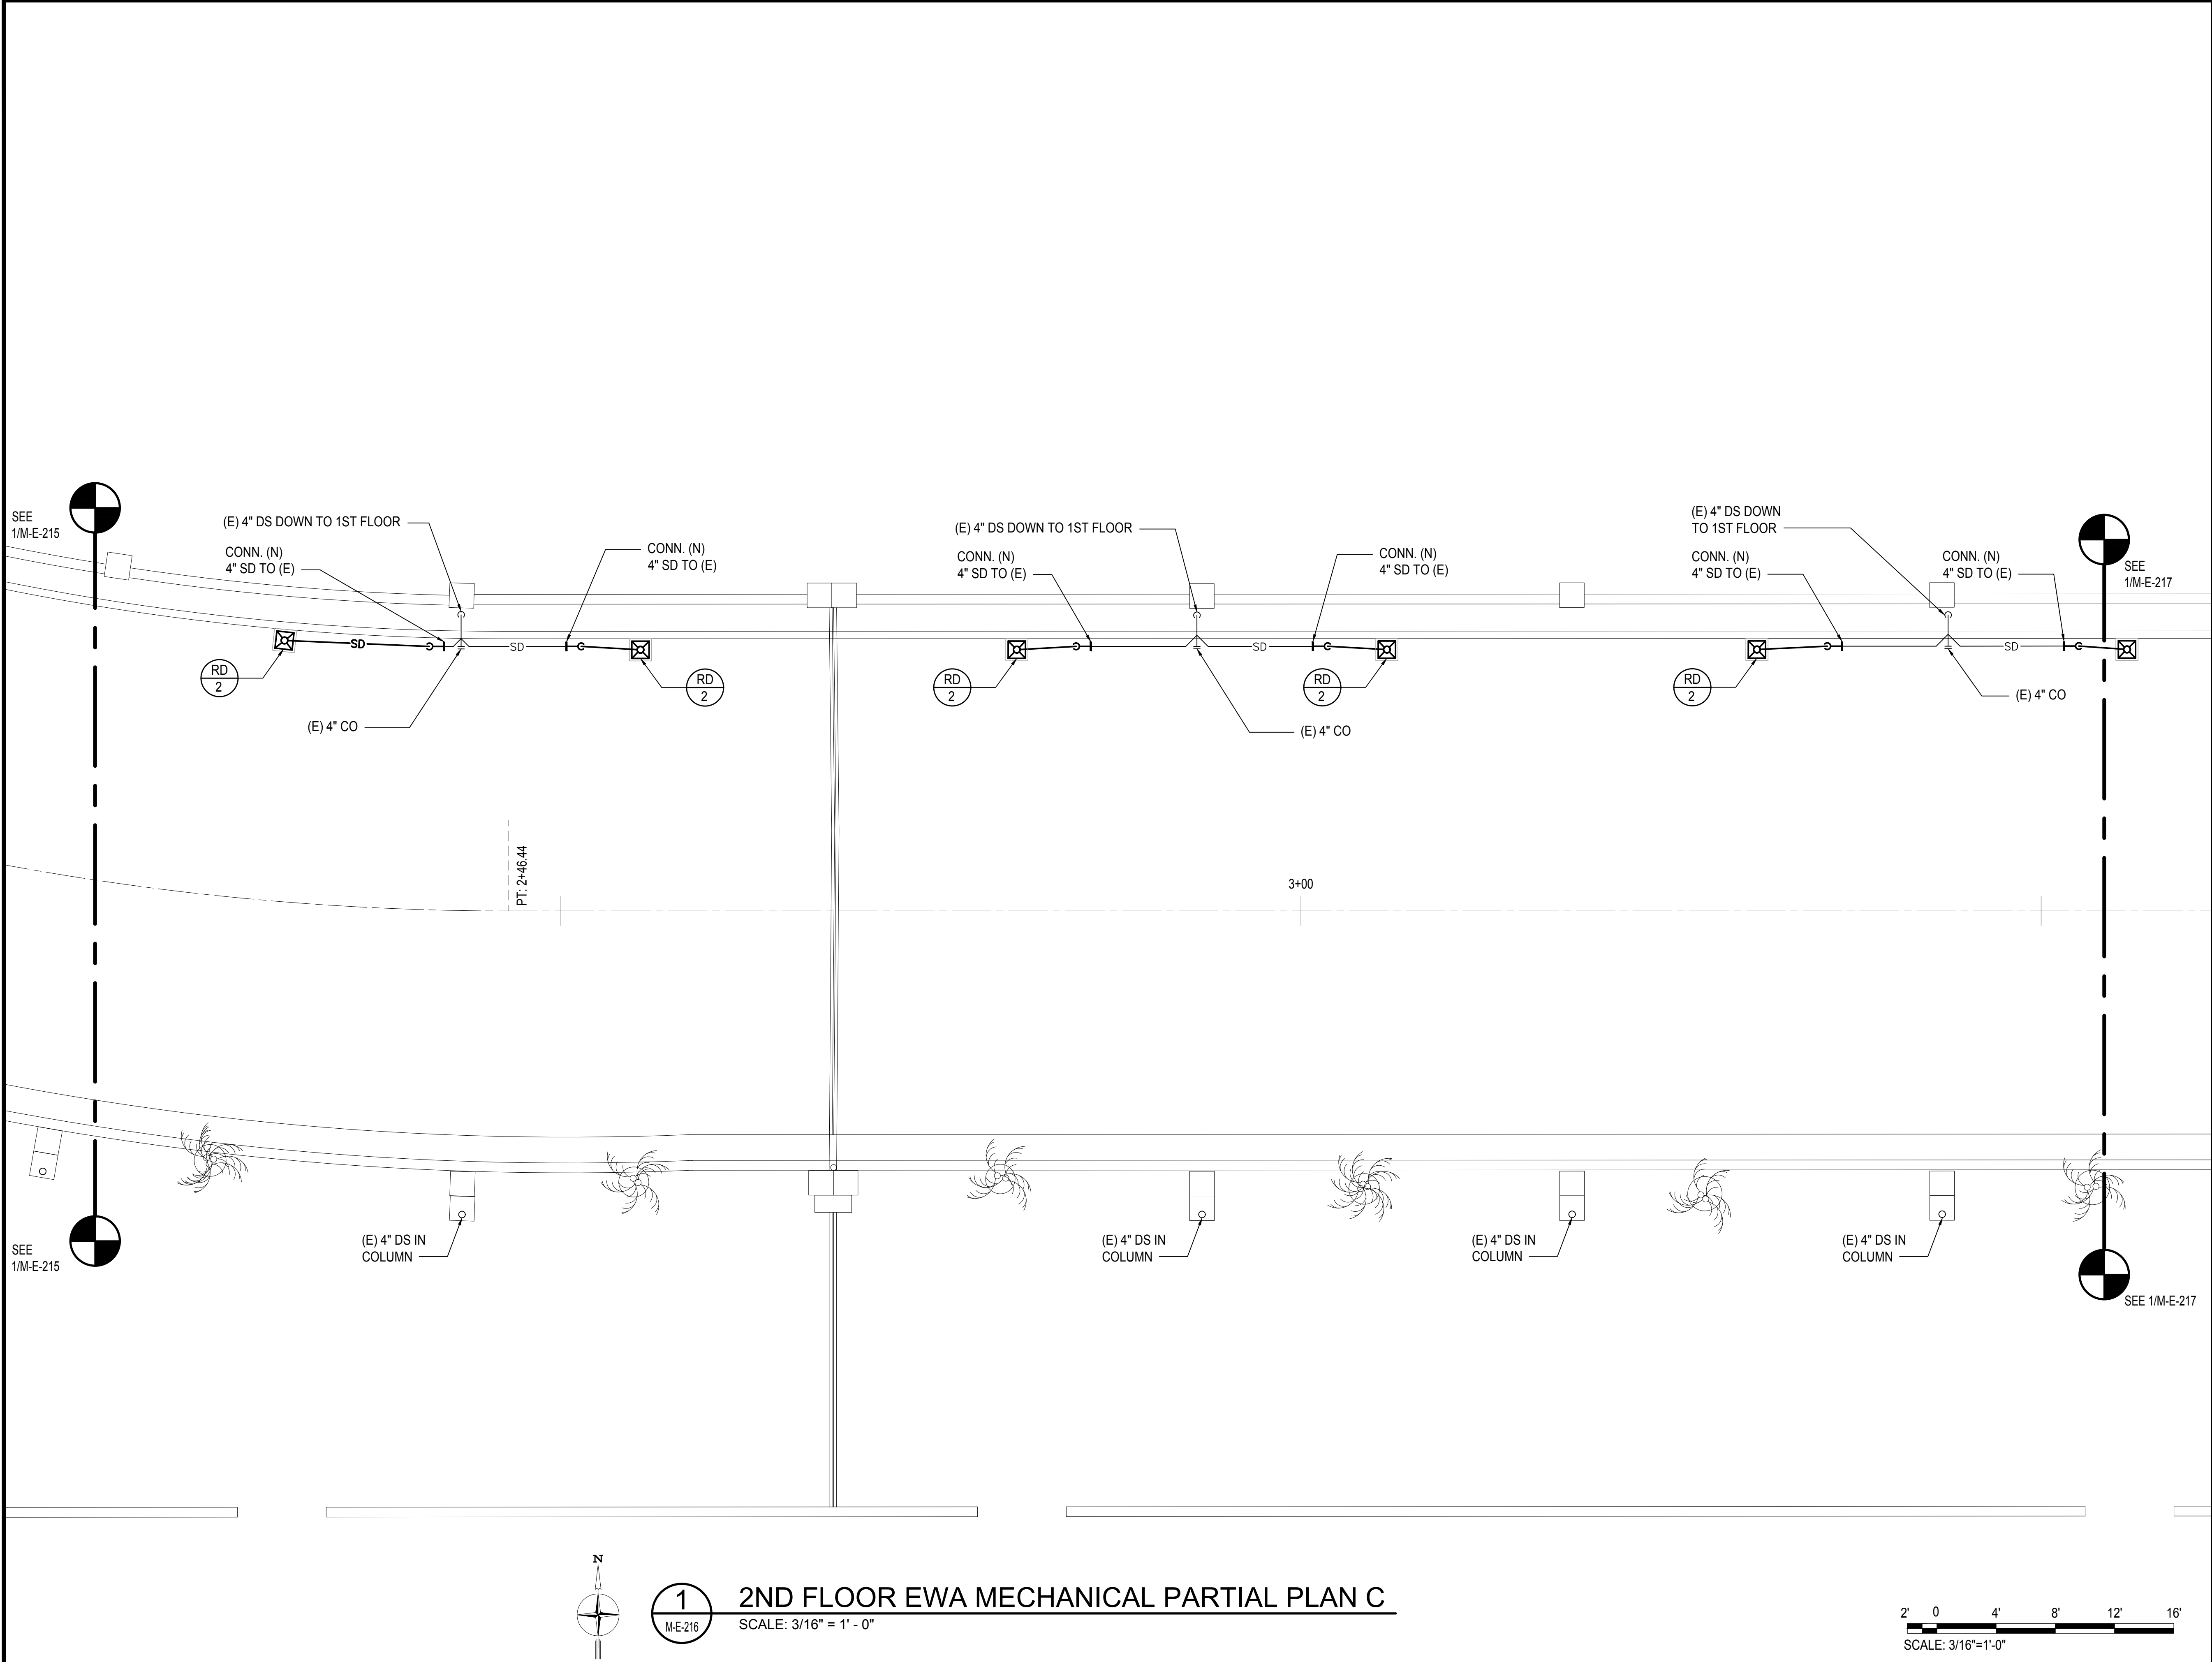 SEE
1/M-E-215
(E) 4" DS DOWN TO 1ST FLOOR
CONN. (N)
4" SD TO (E)
CONN. (N)
4" SD TO (E)
(E) 4" DS DOWN TO 1ST FLOOR
CONN. (N)
4" SD TO (E)
CONN. (N)
4" SD TO (E)
(E) 4" DS DOWN
TO 1ST FLOOR
CONN. (N)
4" SD TO (E)
CONN. (N)
4" SD TO (E)
SEE
1/M-E-217
SD
SD
SD
SD
RD
2
RD
2
RD
2
RD
2
RD
2
(E) 4" CO
(E) 4" CO
(E) 4" CO
PT: 2+46.44
3+00
SEE
1/M-E-215
(E) 4" DS IN
COLUMN
(E) 4" DS IN
COLUMN
(E) 4" DS IN
COLUMN
(E) 4" DS IN
COLUMN
SEE 1/M-E-217
N
1
M-E-216
2ND FLOOR EWA MECHANICAL PARTIAL PLAN C
SCALE: 3/16" = 1' - 0"
2' 0 4' 8' 12' 16'
SCALE: 3/16"=1'-0"